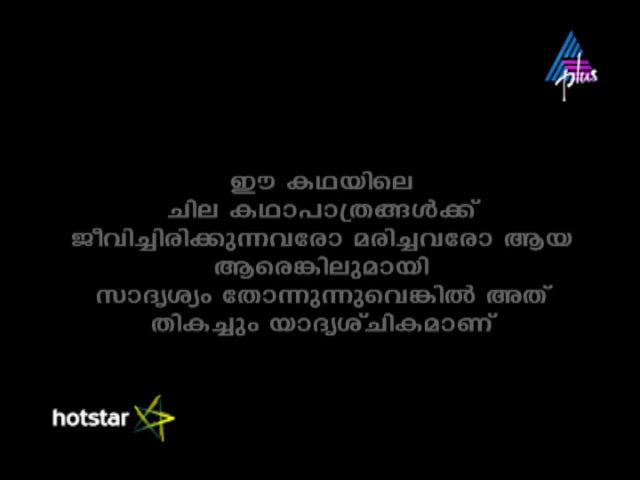 plus
ഈ കഥയിലെ
ചില കഥാപാത്രങ്ങൾക്ക്
ജീവിച്ചിരിക്കുന്നവരോ മരിച്ചവരോ ആയ
ആരെങ്കിലുമായി
സാദൃശ്യം തോന്നുന്നുവെങ്കിൽ അത്
തികച്ചും യാദൃശ്ചികമാണ്
hotstar